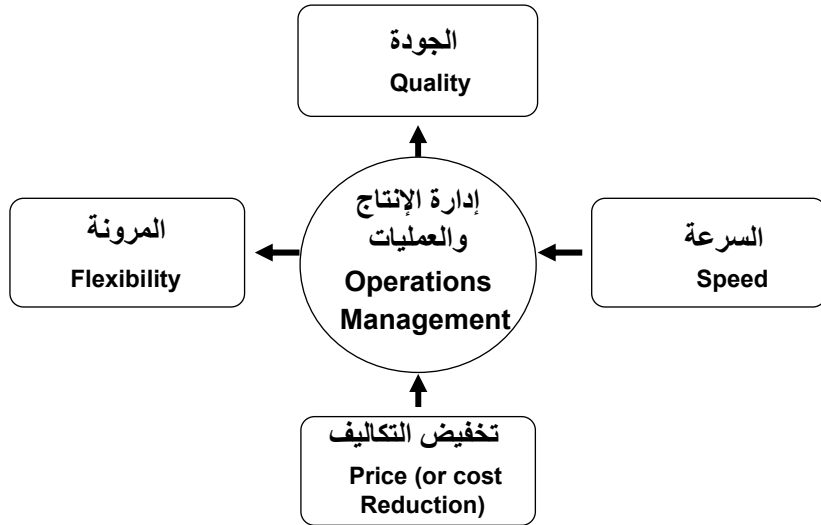 الجودة
Quality
إدارة الإنتاج
والعمليات
Operations
Management
المرونة
Flexibility
السرعة
Speed
تخفيض التكاليف
Price (or cost
Reduction)